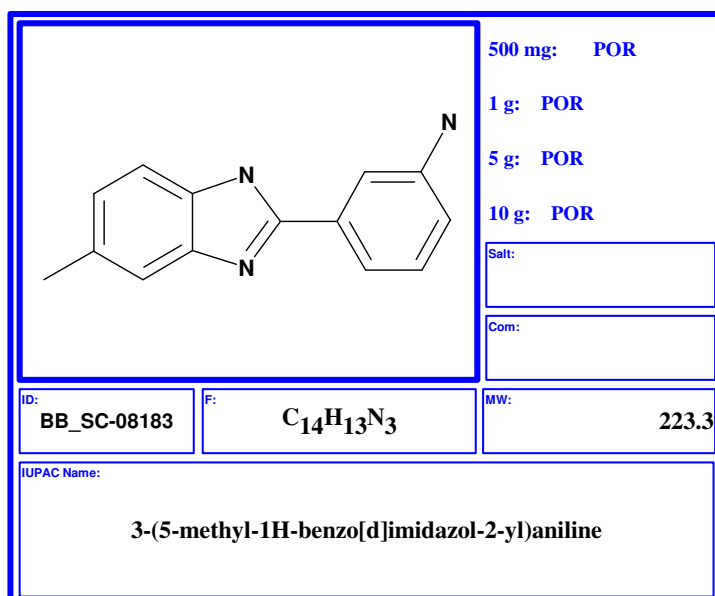 500 mg: POR
N
1 g: POR
5 g: POR
N
10 g: POR
N
Salt:
Com:
ID:
BB_SC-08183
F:
C14H13N3
MW:
223.3
IUPAC Name:
3-(5-methyl-1H-benzo[d]imidazol-2-yl)aniline